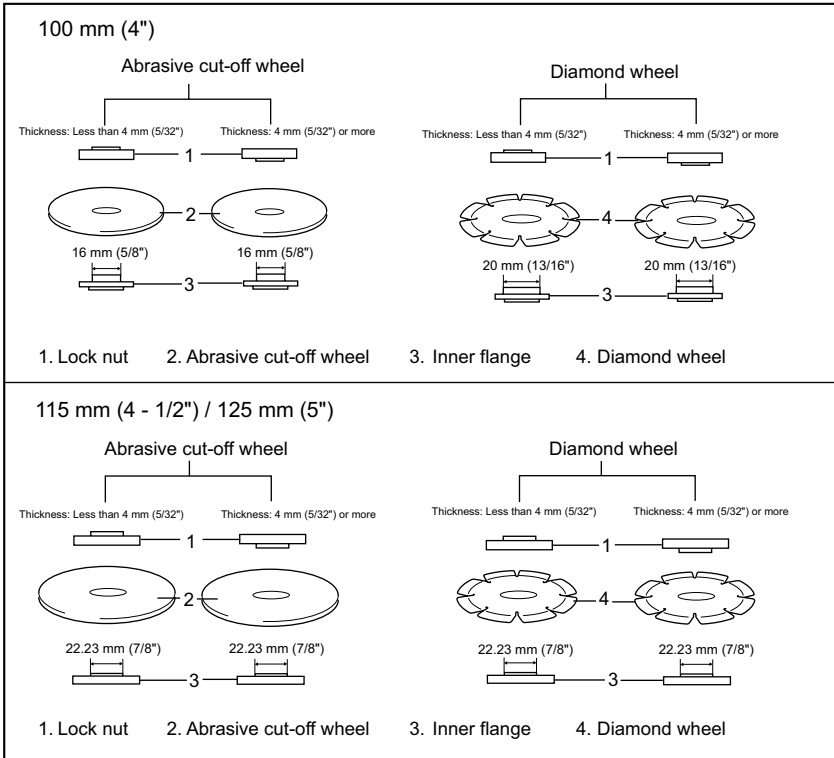 100 mm (4")
Abrasive cut-off wheel
Thickness: Less than 4 mm (5/32") Thickness: 4 mm (5/32") or more
1
2
16 mm (5/8") 16 mm (5/8")
3
Diamond wheel
Thickness: Less than 4 mm (5/32") Thickness: 4 mm (5/32") or more
1
4
20 mm (13/16") 20 mm (13/16")
3
1. Lock nut 2. Abrasive cut-off wheel 3. Inner flange 4. Diamond wheel
115 mm (4 - 1/2") / 125 mm (5")
Abrasive cut-off wheel
Thickness: Less than 4 mm (5/32") Thickness: 4 mm (5/32") or more
1
2
22.23 mm (7/8") 22.23 mm (7/8")
3
Diamond wheel
Thickness: Less than 4 mm (5/32") Thickness: 4 mm (5/32") or more
1
4
22.23 mm (7/8") 22.23 mm (7/8")
3
1. Lock nut 2. Abrasive cut-off wheel 3. Inner flange 4. Diamond wheel